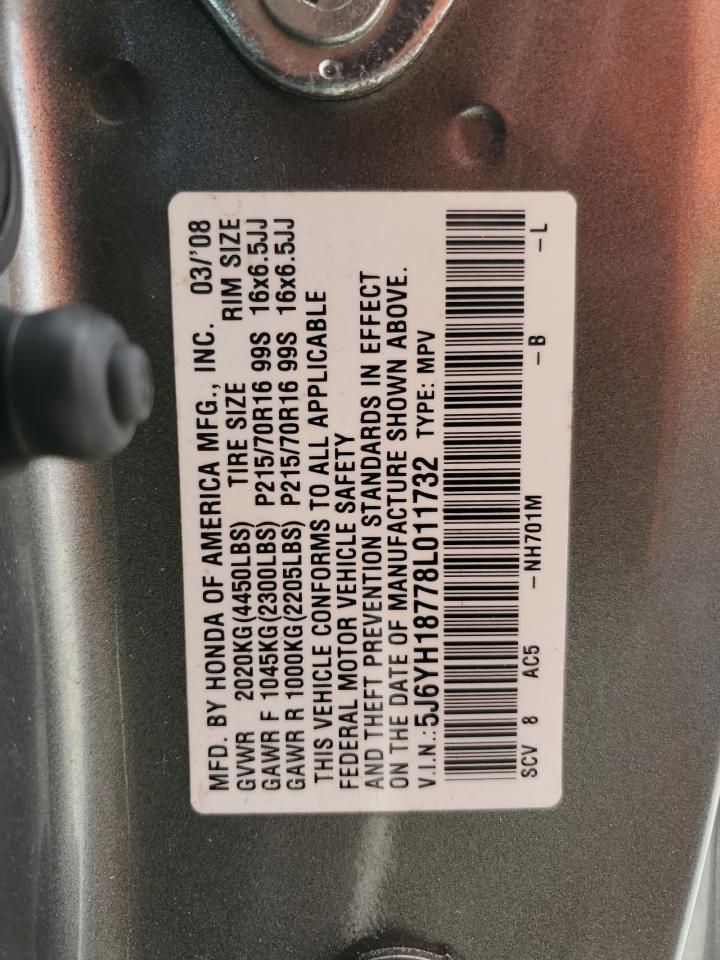 MFD. BY HONDA OF AMERICA MFG., INC. 03/'08
GVWR 2020KG(4450LBS) TIRE SIZE RIM SIZE
GAWR F 1045KG(2300LBS) P215/70R16 99S 16x6.5JJ
GAWR R 1000KG(2205LBS) P215/70R16 99S 16x6.5JJ
THIS VEHICLE CONFORMS TO ALL APPLICABLE
FEDERAL MOTOR VEHICLE SAFETY
AND THEFT PREVENTION STANDARDS IN EFFECT
ON THE DATE OF MANUFACTURE SHOWN ABOVE.
V.I.N.:5J6YH18778L011732 TYPE: MPV
SCV 8 AC5 -NH701M -B -L